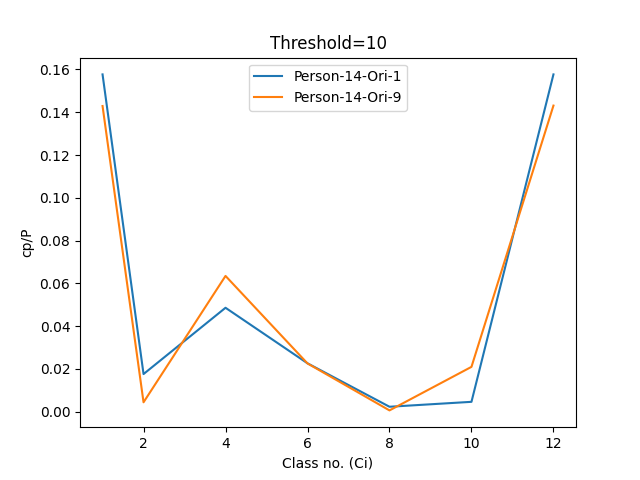 Threshold=10
Person-14-Ori-1
Person-14-Ori-9
cp/P
0.16
0.14
0.12
0.10
0.08
0.06
0.04
0.02
0.00
2 4 6 8 10 12
Class no. (Ci)